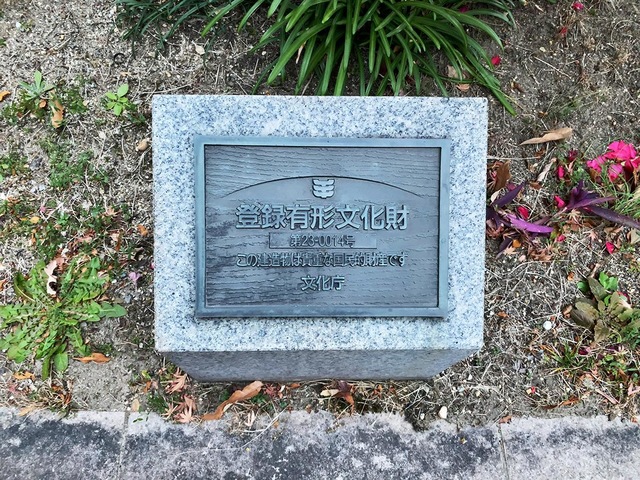 登録有形文化財
第23-0014号
この建造物は貴重な国民的財産です
文化庁